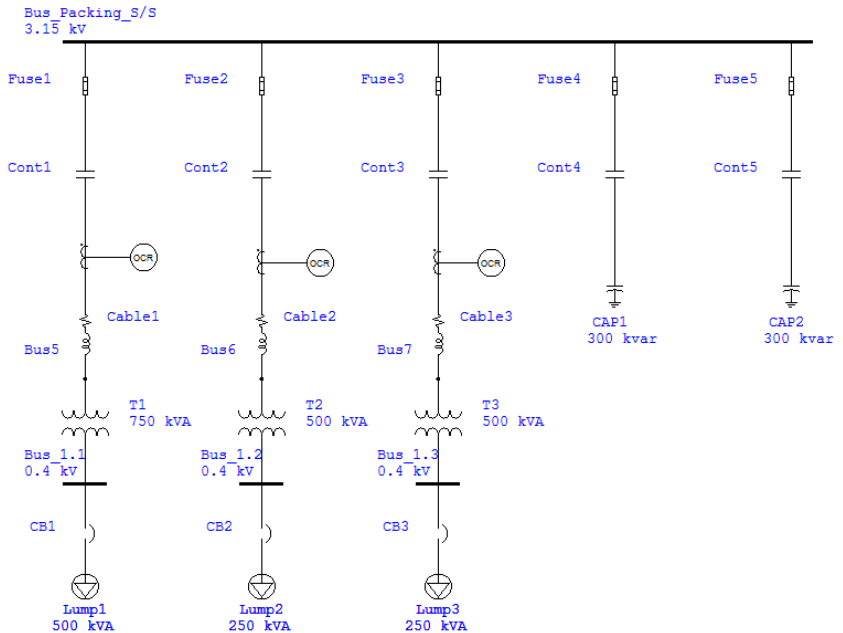 Bus_Packing_S/S
3.15 kV
Fuse1
Fuse2
Fuse3
Fuse4
Fuse5
Cont1
Cont2
Cont3
Cont4
Cont5
OCR
OCR
OCR
Cable1
Cable2
Cable3
CAP1
300 kvar
CAP2
300 kvar
Bus5
Bus6
Bus7
T1
750 kVA
T2
500 kVA
T3
500 kVA
Bus_1.1
0.4 kV
Bus_1.2
0.4 kV
Bus_1.3
0.4 kV
CB1
CB2
CB3
Lump1
500 kVA
Lump2
250 kVA
Lump3
250 kVA